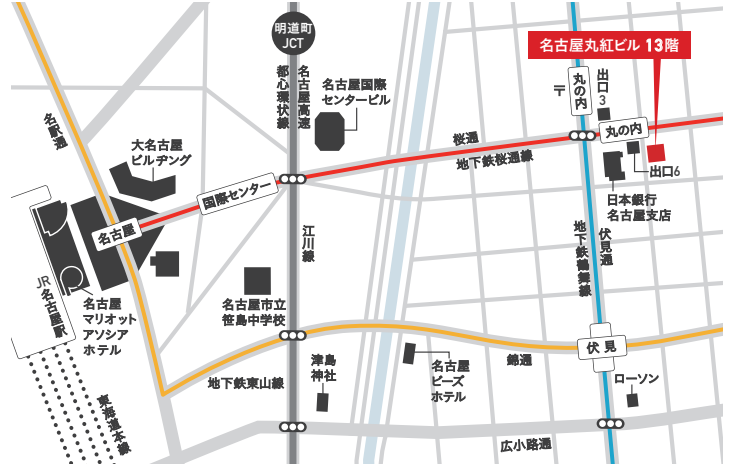 明道町
JCT
名古屋丸紅ビル 13階
都心環状線
名古屋高速
名古屋国際
センタービル
丸の内
出口3
〒
名駅通
大名古屋
ビルヂング
桜通
地下鉄桜通線
丸の内
出口6
国際センター
日本銀行
名古屋支店
名古屋
江川線
伏見通
地下鉄鶴舞線
JR名古屋駅
名古屋
マリオット
アソシア
ホテル
名古屋市立
笹島中学校
伏見
地下鉄東山線
津島
神社
名古屋
ビーズ
ホテル
錦通
ローソン
東海道本線
広小路通